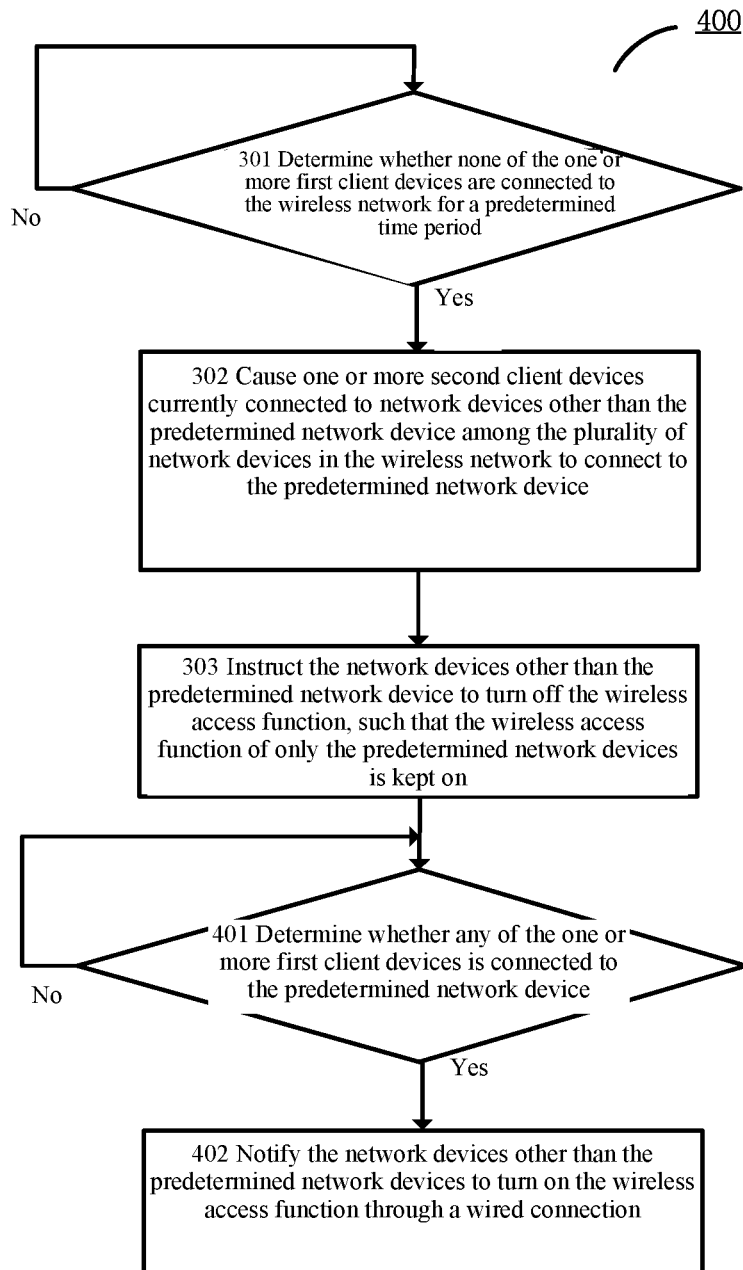 400
301 Determine whether none of the one or
more first client devices are connected to
the wireless network for a predetermined
time period
No
Yes
302 Cause one or more second client devices
currently connected to network devices other than the
predetermined network device among the plurality of
network devices in the wireless network to connect to
the predetermined network device
303 Instruct the network devices other than the
predetermined network device to turn off the wireless
access function, such that the wireless access
function of only the predetermined network devices
is kept on
401 Determine whether any of the one or
more first client devices is connected to
the predetermined network device
No
Yes
402 Notify the network devices other than the
predetermined network devices to turn on the wireless
access function through a wired connection